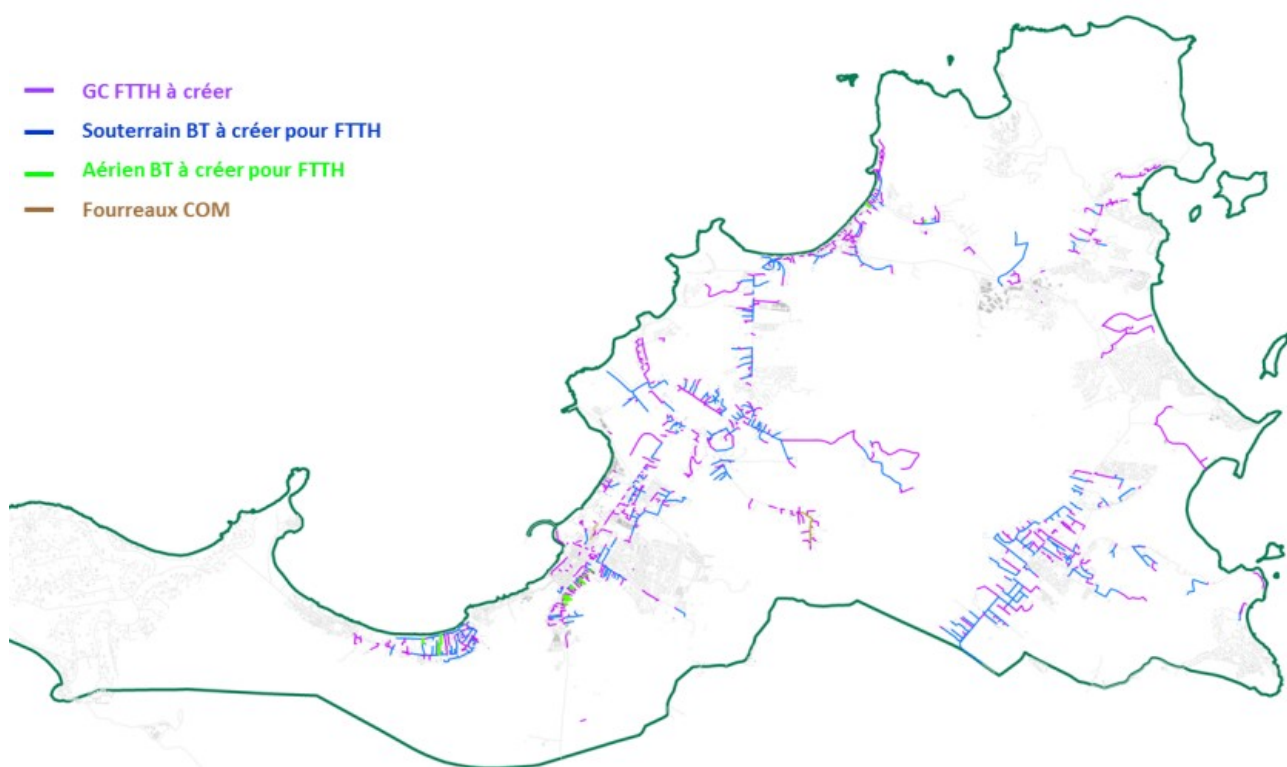 GC FTTH à créer
Souterrain BT à créer pour FTTH
Aérien BT à créer pour FTTH
Fourreaux COM